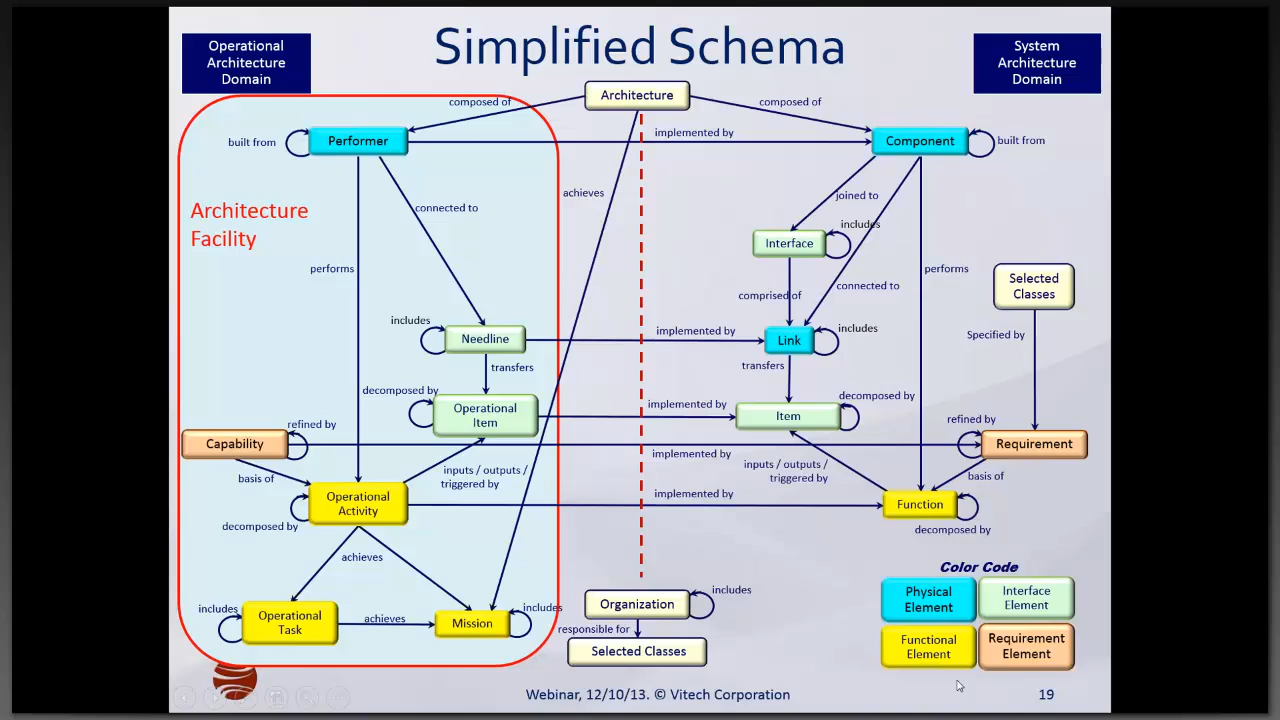 Simplified Schema
Operational
Architecture
Domain
System
Architecture
Domain
Architecture
composed of
composed of
built from
Performer
implemented by
Component
built from
Architecture
Facility
achieves
joined to
connected to
includes
Interface
performs
performs
Selected
Classes
comprised of
connected to
includes
Needline
implemented by
Link
includes
Specified by
transfers
transfers
decomposed by
decomposed by
Operational
Item
implemented by
Item
refined by
refined by
Capability
implemented by
Requirement
basis of
inputs / outputs /
triggered by
inputs / outputs /
triggered by
basis of
Operational
Activity
implemented by
Function
decomposed by
decomposed by
achieves
Color Code
Physical
Element
Interface
Element
Functional
Element
Requirement
Element
includes
Operational
Task
achieves
Mission
includes
Organization
includes
responsible for
Selected Classes
Webinar, 12/10/13. © Vitech Corporation
19